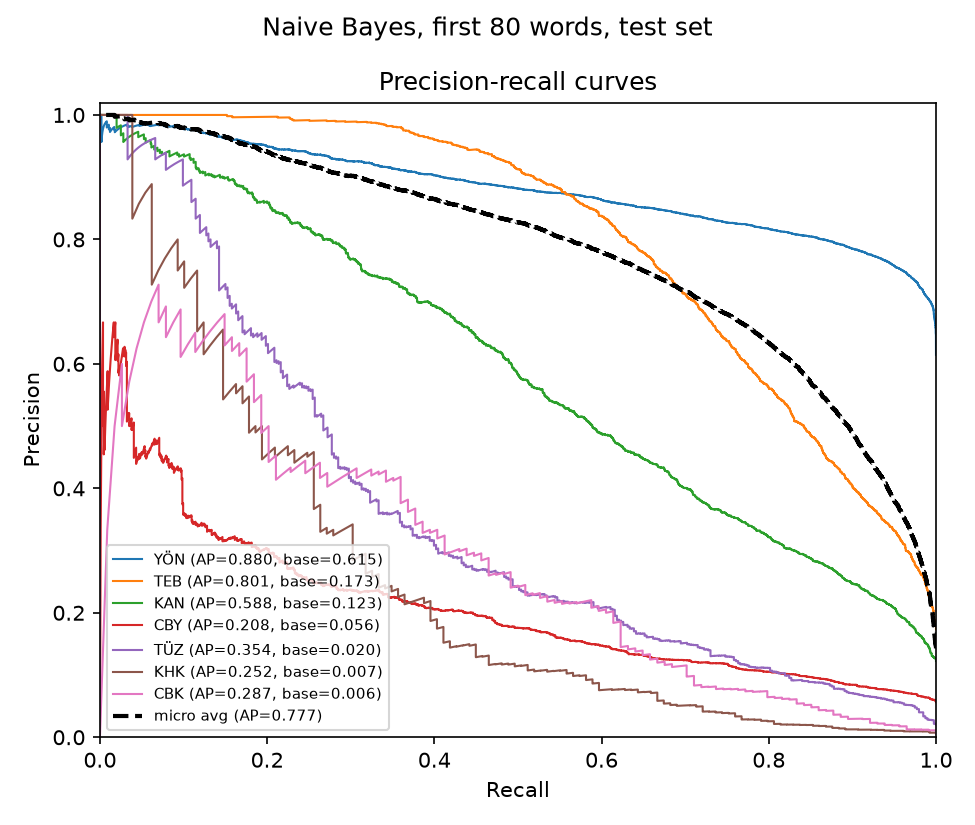 Naive Bayes, first 80 words, test set
Precision-recall curves
1.0
0.8
0.6
0.4
0.2
0.0
Precision
YÖN (AP=0.880, base=0.615)
TEB (AP=0.801, base=0.173)
KAN (AP=0.588, base=0.123)
CBY (AP=0.208, base=0.056)
TÜZ (AP=0.354, base=0.020)
KHK (AP=0.252, base=0.007)
CBK (AP=0.287, base=0.006)
micro avg (AP=0.777)
0.0 0.2 0.4 0.6 0.8 1.0
Recall